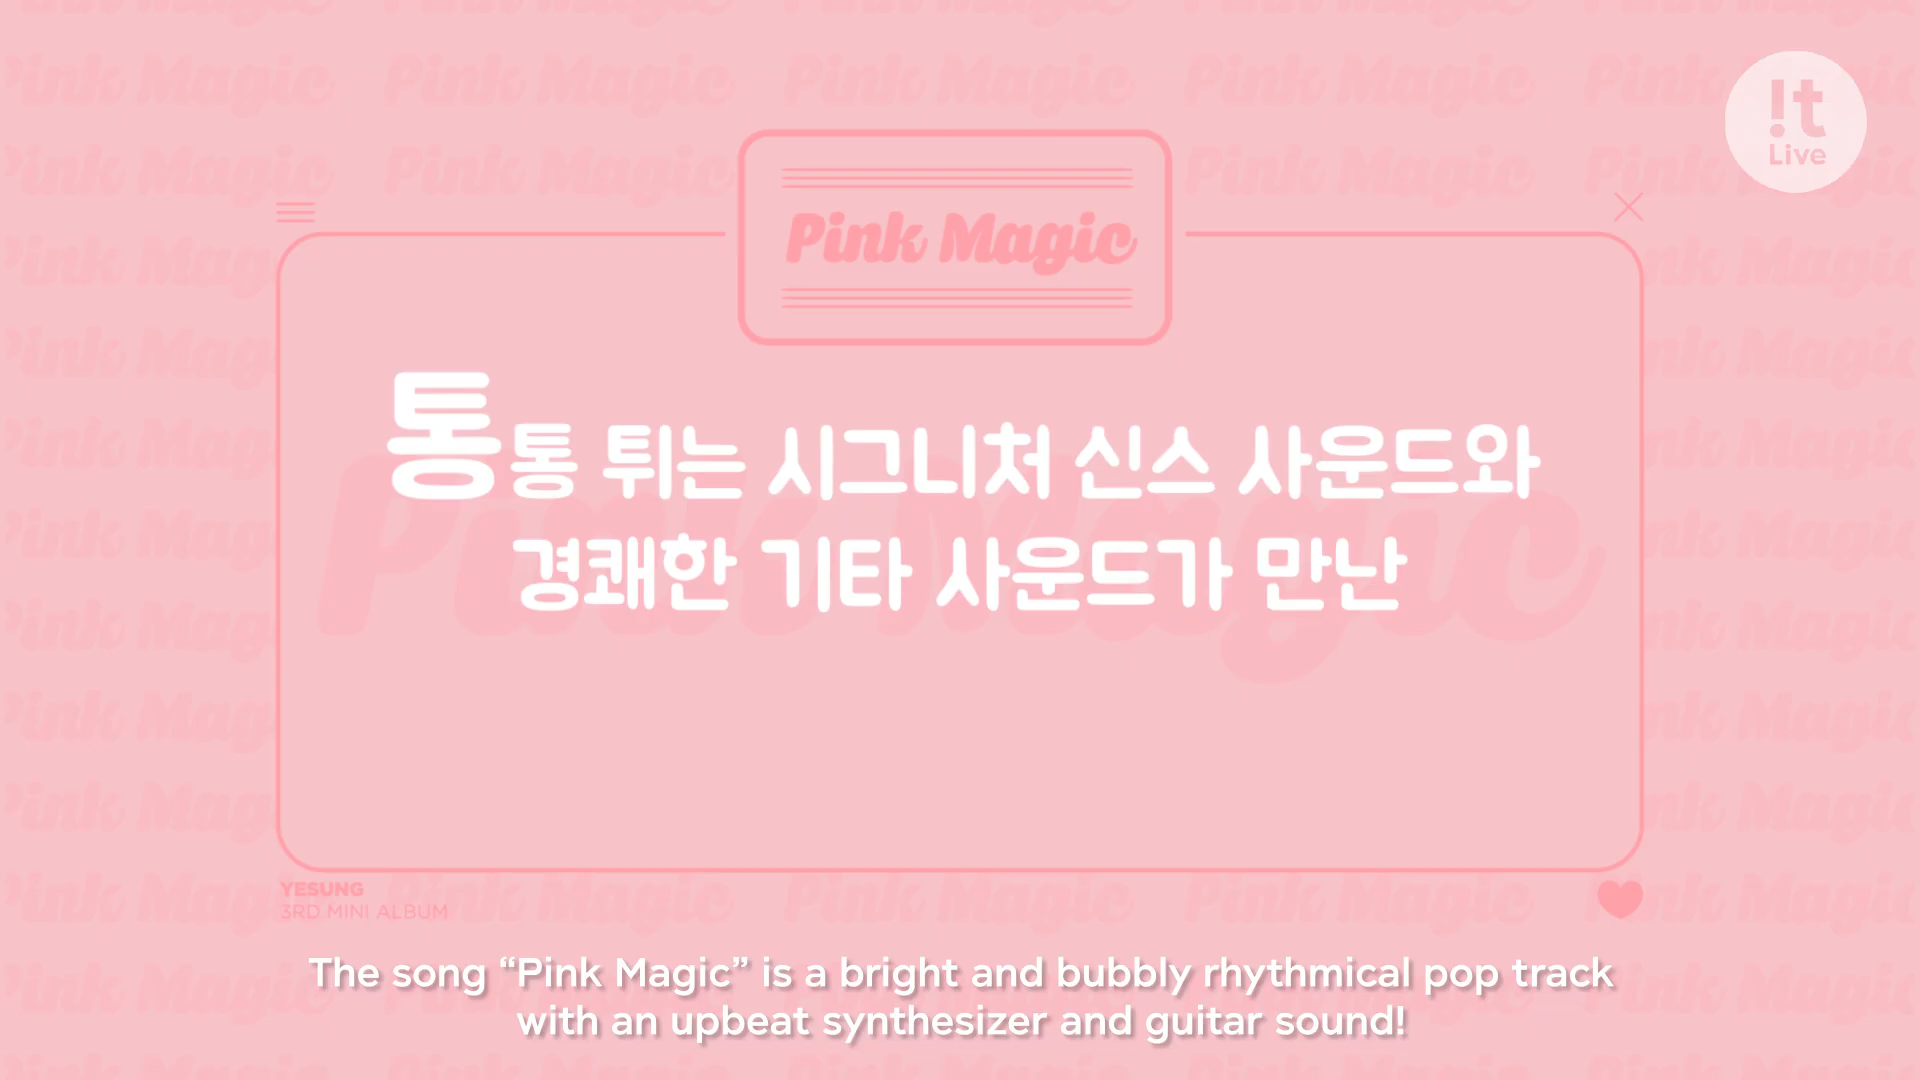 !t
Live
Pink Magic
통통 튀는 시그니처 신스 사운드와
경쾌한 기타 사운드가 만난
Pink Magic
YESUNG
3RD MINI ALBUM
The song “Pink Magic” is a bright and bubbly rhythmical pop track
with an upbeat synthesizer and guitar sound!